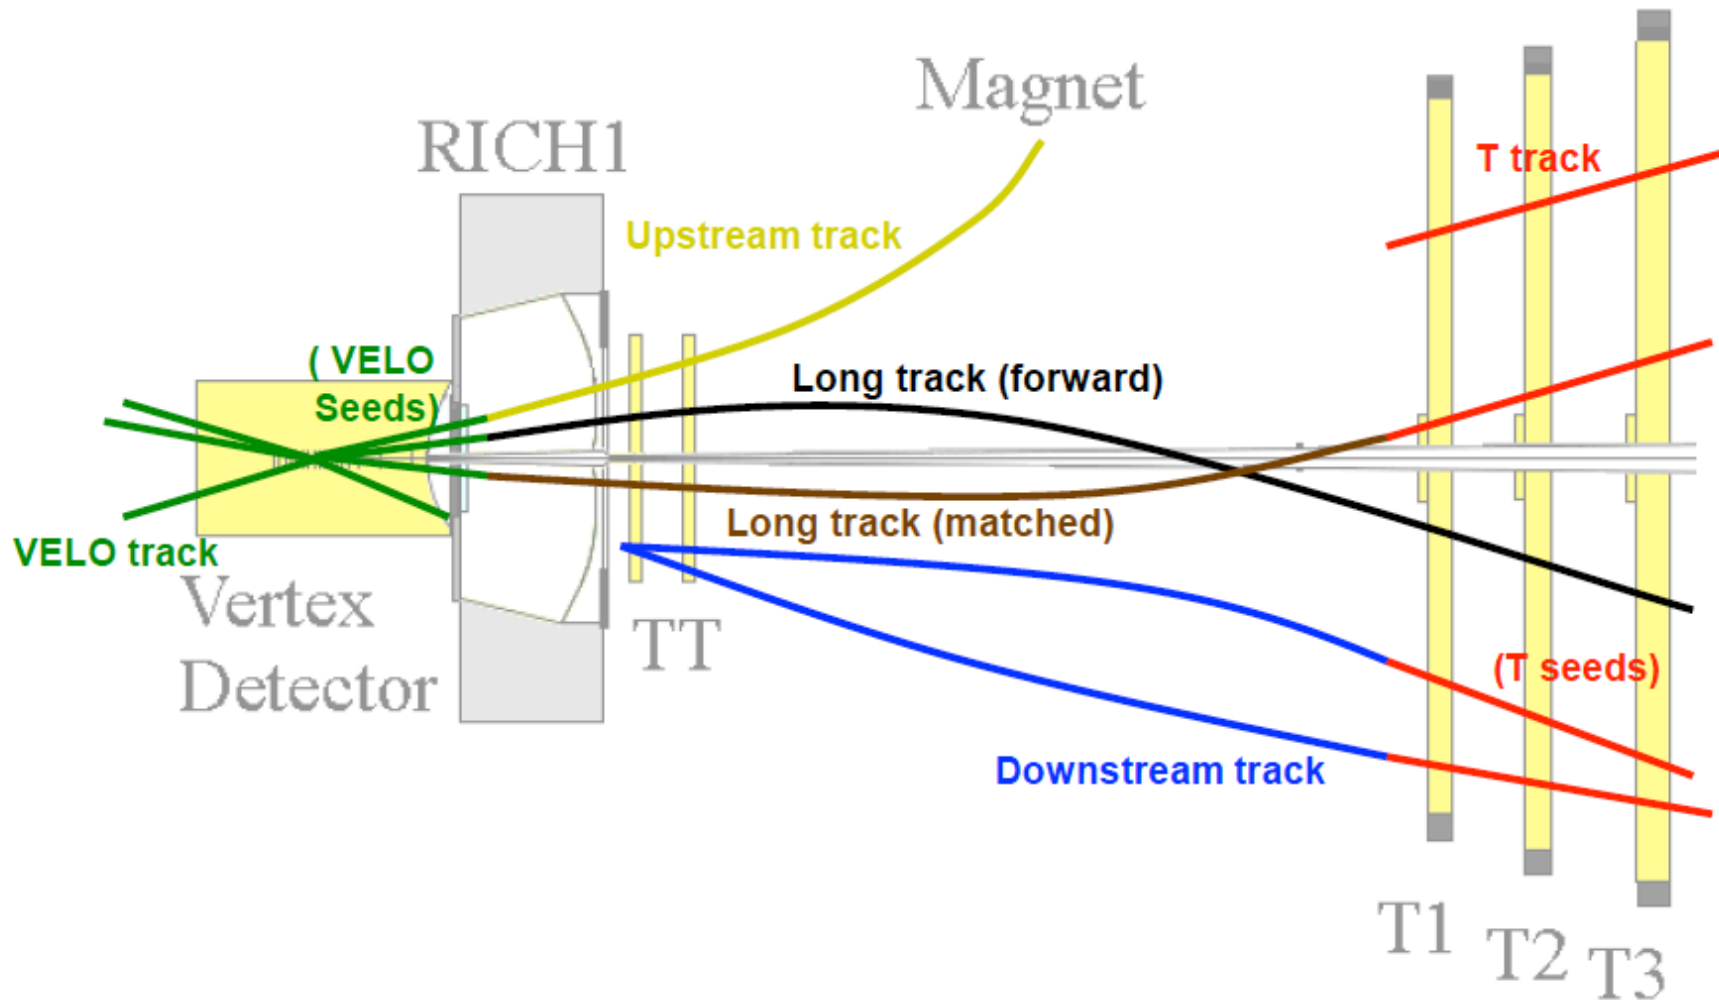 Magnet
RICH1
T track
Upstream track
( VELO
Seeds)
Long track (forward)
Long track (matched)
VELO track
Vertex
Detector
TT
(T seeds)
Downstream track
T1
T2
T3